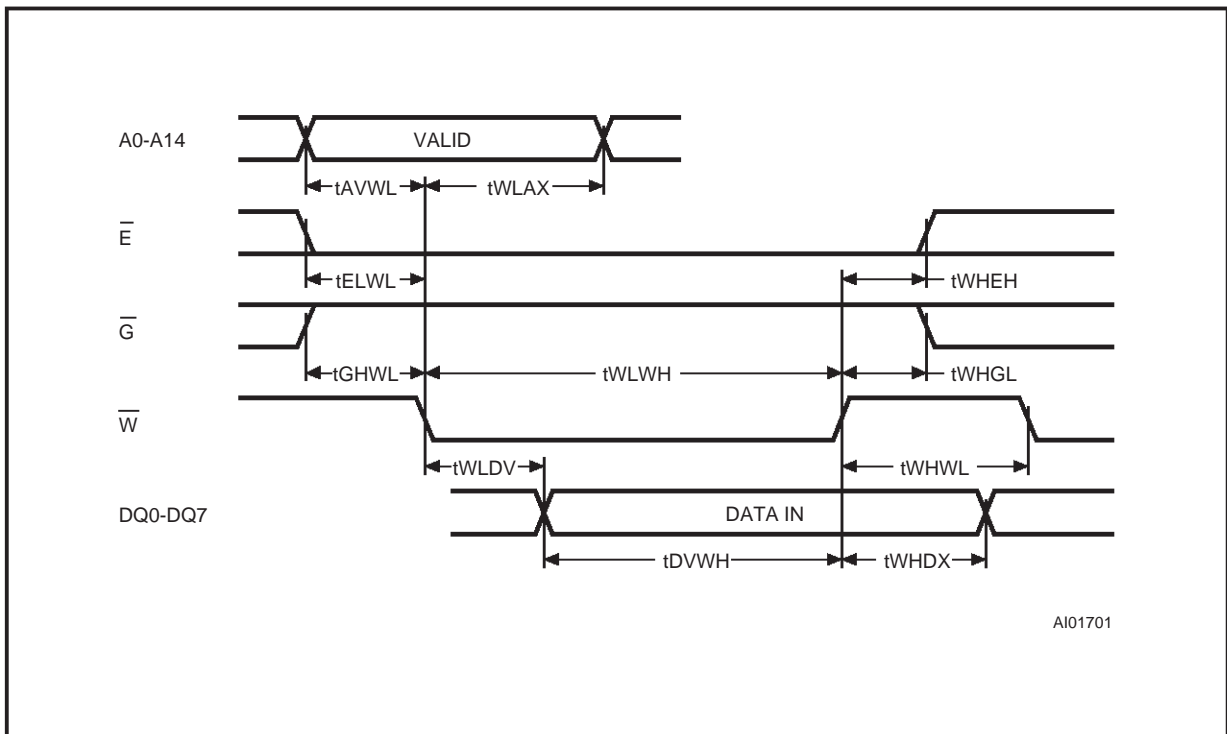 A0-A14 VALID
tAVWL tWLAX
E̅
tELWL tWHEH
G̅
tGHWL tWLWH tWHGL
W̅
tWLDV tWHWL
DQ0-DQ7 DATA IN
tDVWH tWHDX
AI01701